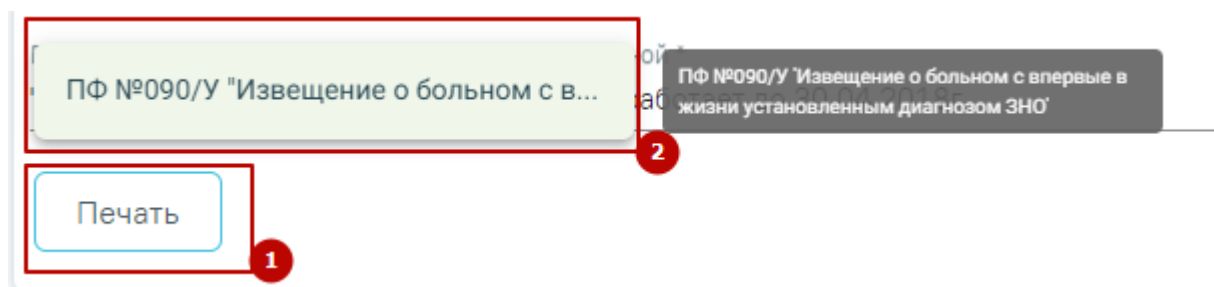 ПФ №090/У "Извещение о больном с в...
ПФ №090/У "Извещение о больном с впервые в
жизни установленным диагнозом ЗНО"
2
Печать
1